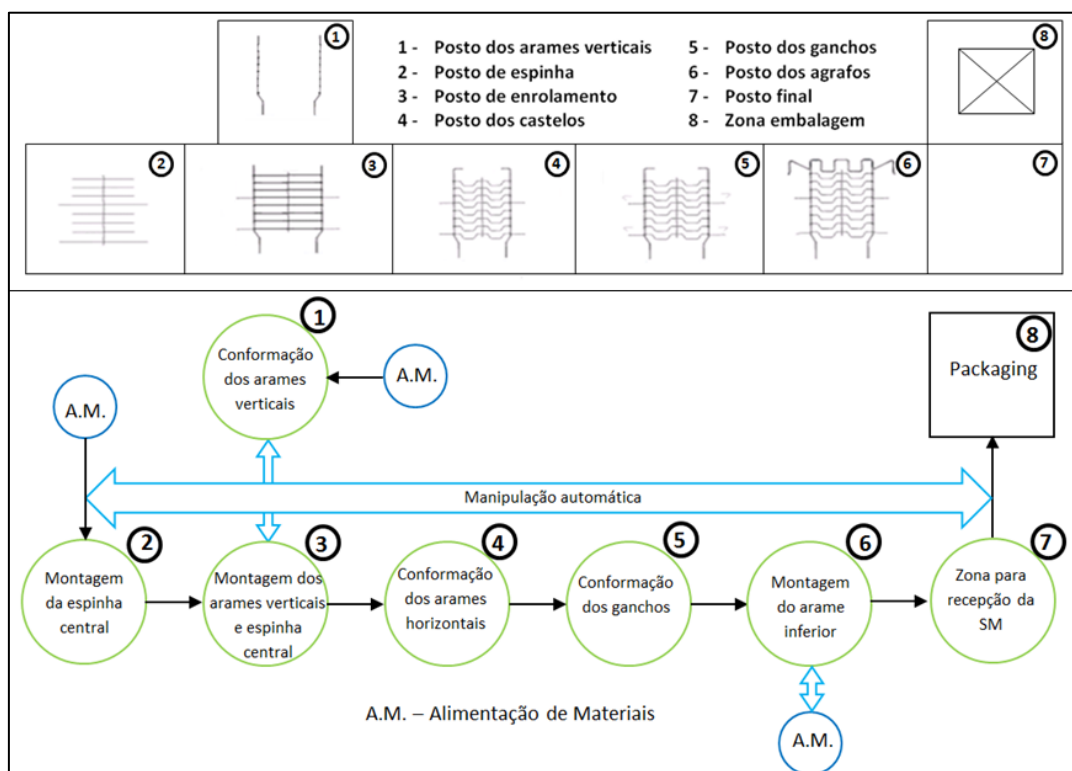 1
1 - Posto dos arames verticais
2 - Posto de espinha
3 - Posto de enrolamento
4 - Posto dos castelos
5 - Posto dos ganchos
6 - Posto dos agrafos
7 - Posto final
8 - Zona embalagem
8
2
3
4
5
6
7
1
Conformação
dos arames
verticais
A.M.
A.M.
8
Packaging
Manipulação automática
2
Montagem
da espinha
central
3
Montagem dos
arames verticais
e espinha
central
4
Conformação
dos arames
horizontais
5
Conformação
dos ganchos
6
Montagem
do arame
inferior
7
Zona para
recepção da
SM
A.M. – Alimentação de Materiais
A.M.